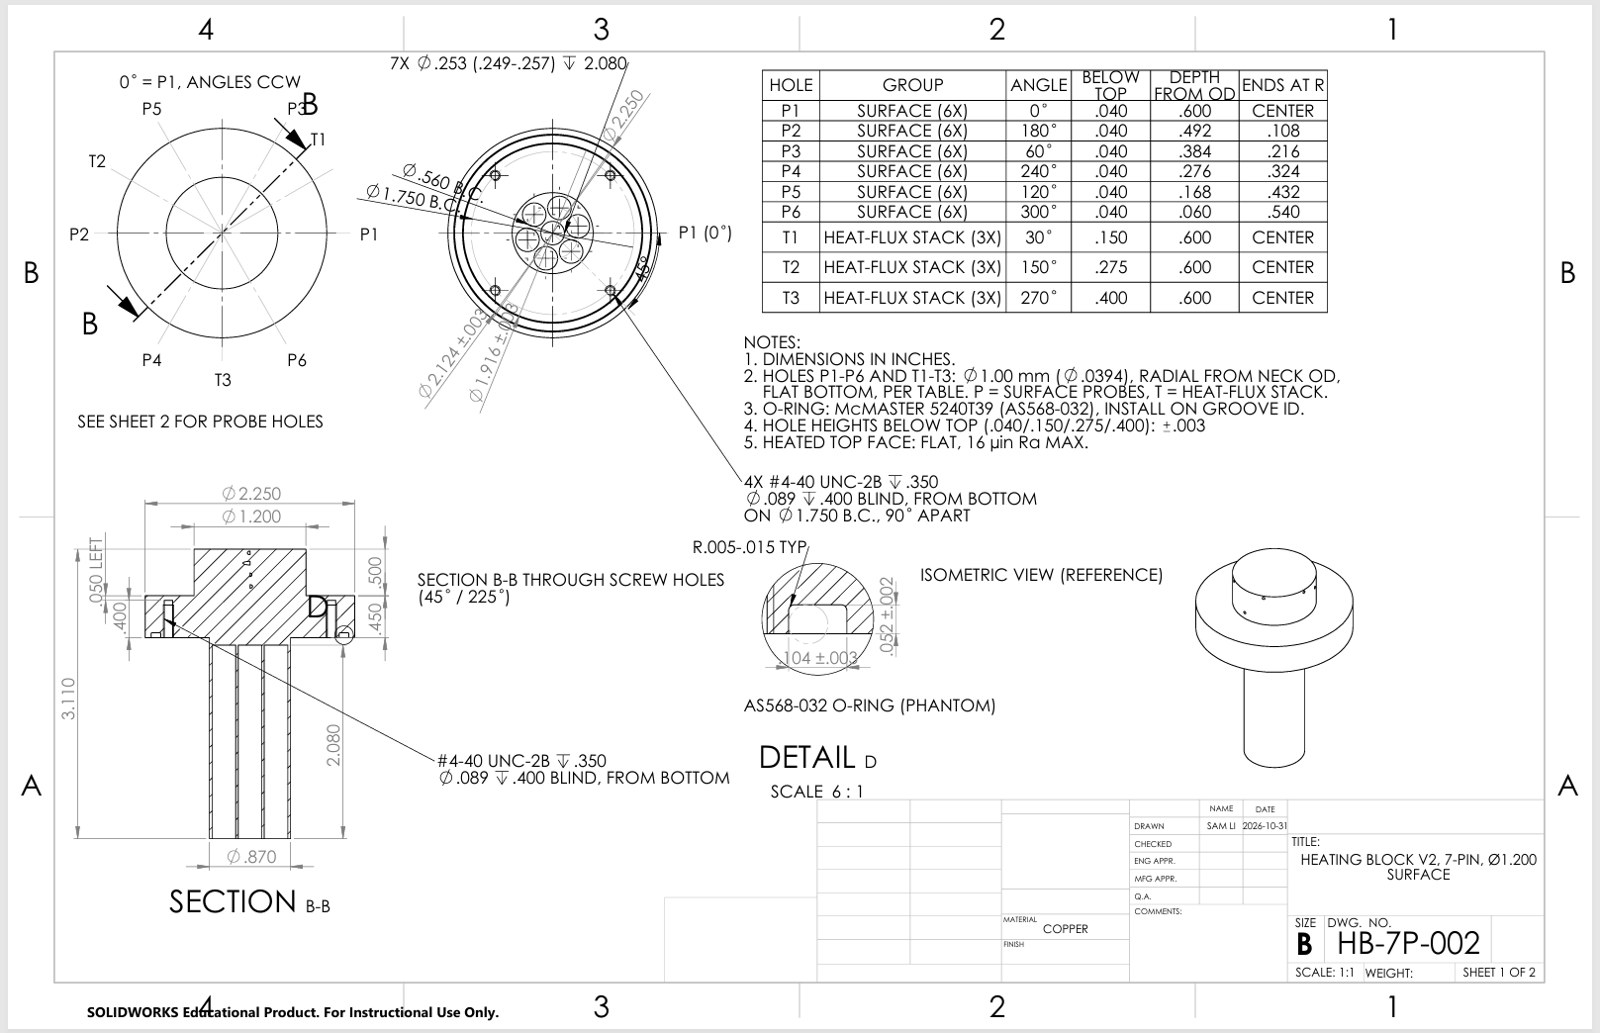 4 3 2 1
0° = P1, ANGLES CCW
P5 P3 B
T1
T2
P2 P1
B
P4 P6
T3
SEE SHEET 2 FOR PROBE HOLES
7X Ø.253 (.249-.257) ↧ 2.080
Ø2.250
Ø.560 B.C.
Ø1.750 B.C.
P1 (0°)
45°
Ø2.124 ±.003
Ø1.916 ±.003
HOLE GROUP ANGLE BELOW TOP DEPTH FROM OD ENDS AT R
P1 SURFACE (6X) 0° .040 .600 CENTER
P2 SURFACE (6X) 180° .040 .492 .108
P3 SURFACE (6X) 60° .040 .384 .216
P4 SURFACE (6X) 240° .040 .276 .324
P5 SURFACE (6X) 120° .040 .168 .432
P6 SURFACE (6X) 300° .040 .060 .540
T1 HEAT-FLUX STACK (3X) 30° .150 .600 CENTER
T2 HEAT-FLUX STACK (3X) 150° .275 .600 CENTER
T3 HEAT-FLUX STACK (3X) 270° .400 .600 CENTER
B B
NOTES:
1. DIMENSIONS IN INCHES.
2. HOLES P1-P6 AND T1-T3: Ø1.00 mm (Ø.0394), RADIAL FROM NECK OD,
FLAT BOTTOM, PER TABLE. P = SURFACE PROBES, T = HEAT-FLUX STACK.
3. O-RING: McMASTER 5240T39 (AS568-032), INSTALL ON GROOVE ID.
4. HOLE HEIGHTS BELOW TOP (.040/.150/.275/.400): ±.003
5. HEATED TOP FACE: FLAT, 16 µin Ra MAX.
4X #4-40 UNC-2B ↧.350
Ø.089 ↧.400 BLIND, FROM BOTTOM
ON Ø1.750 B.C., 90° APART
Ø2.250
Ø1.200
.050 LEFT
.400
.500
.450
D
3.110
2.080
Ø.870
SECTION B-B THROUGH SCREW HOLES
(45° / 225°)
#4-40 UNC-2B ↧.350
Ø.089 ↧.400 BLIND, FROM BOTTOM
SECTION B-B
R.005-.015 TYP
.052 ±.002
.104 ±.003
AS568-032 O-RING (PHANTOM)
DETAIL D
SCALE 6 : 1
ISOMETRIC VIEW (REFERENCE)
A A
NAME DATE
DRAWN SAM LI 2026-10-31
CHECKED
ENG APPR.
MFG APPR.
Q.A.
COMMENTS:
MATERIAL
COPPER
FINISH
TITLE:
HEATING BLOCK V2, 7-PIN, Ø1.200
SURFACE
SIZE DWG. NO.
B HB-7P-002
SCALE: 1:1 WEIGHT: SHEET 1 OF 2
4 3 2 1
SOLIDWORKS Educational Product. For Instructional Use Only.